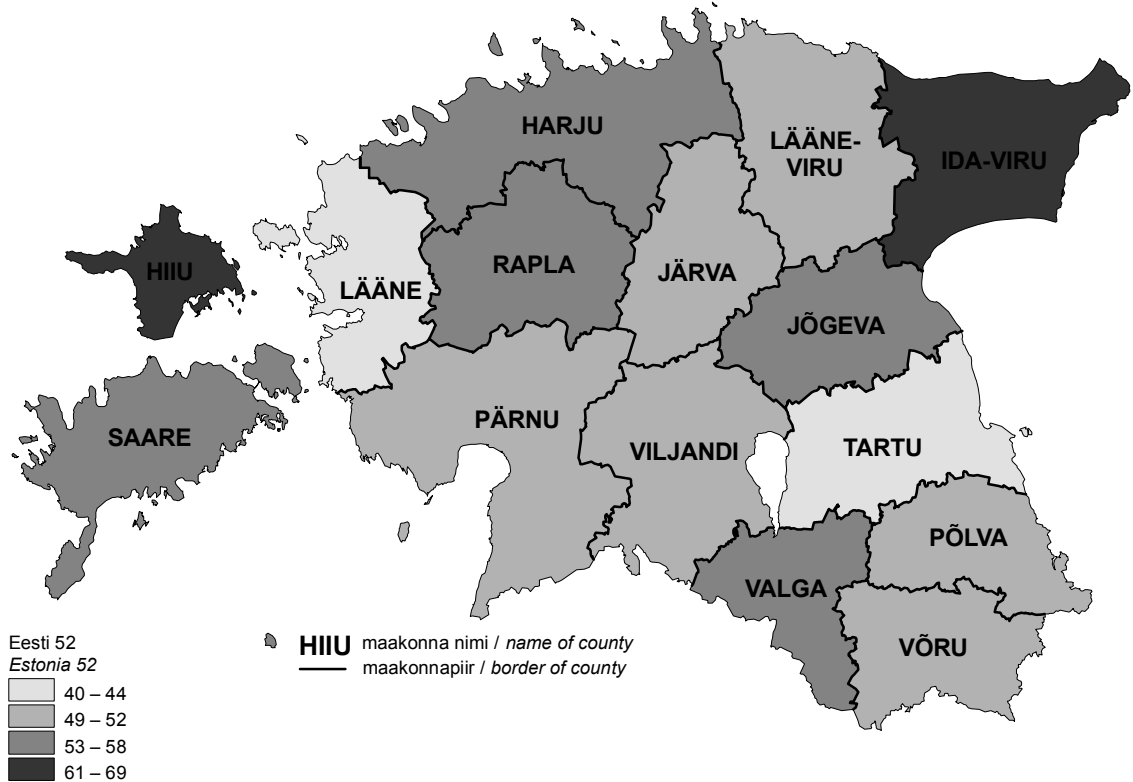 HARJU
LÄÄNE-
VIRU
IDA-VIRU
HIIU
LÄÄNE
RAPLA
JÄRVA
JÕGEVA
SAARE
PÄRNU
VILJANDI
TARTU
PÕLVA
VALGA
VÕRU
Eesti 52
Estonia 52
40 – 44
49 – 52
53 – 58
61 – 69
HIIU maakonna nimi / name of county
maakonnapiir / border of county